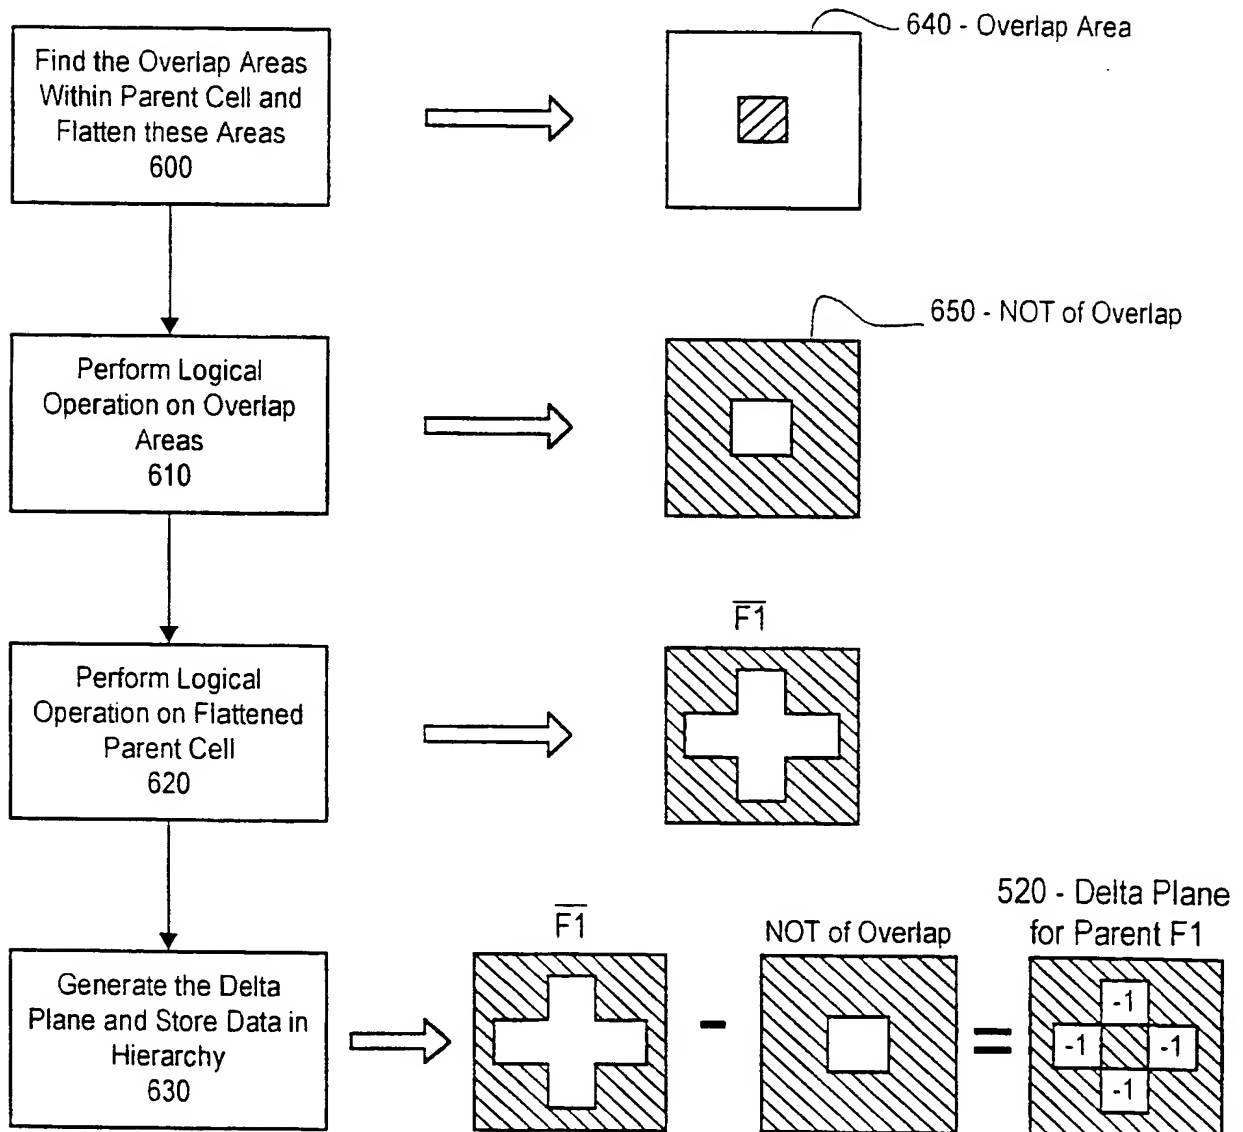 Find the Overlap Areas
Within Parent Cell and
Flatten these Areas
600
640 - Overlap Area
Perform Logical
Operation on Overlap
Areas
610
650 - NOT of Overlap
Perform Logical
Operation on Flattened
Parent Cell
620
F1
Generate the Delta
Plane and Store Data in
Hierarchy
630
F1
-
NOT of Overlap
=
520 - Delta Plane
for Parent F1
-1
-1 -1
-1